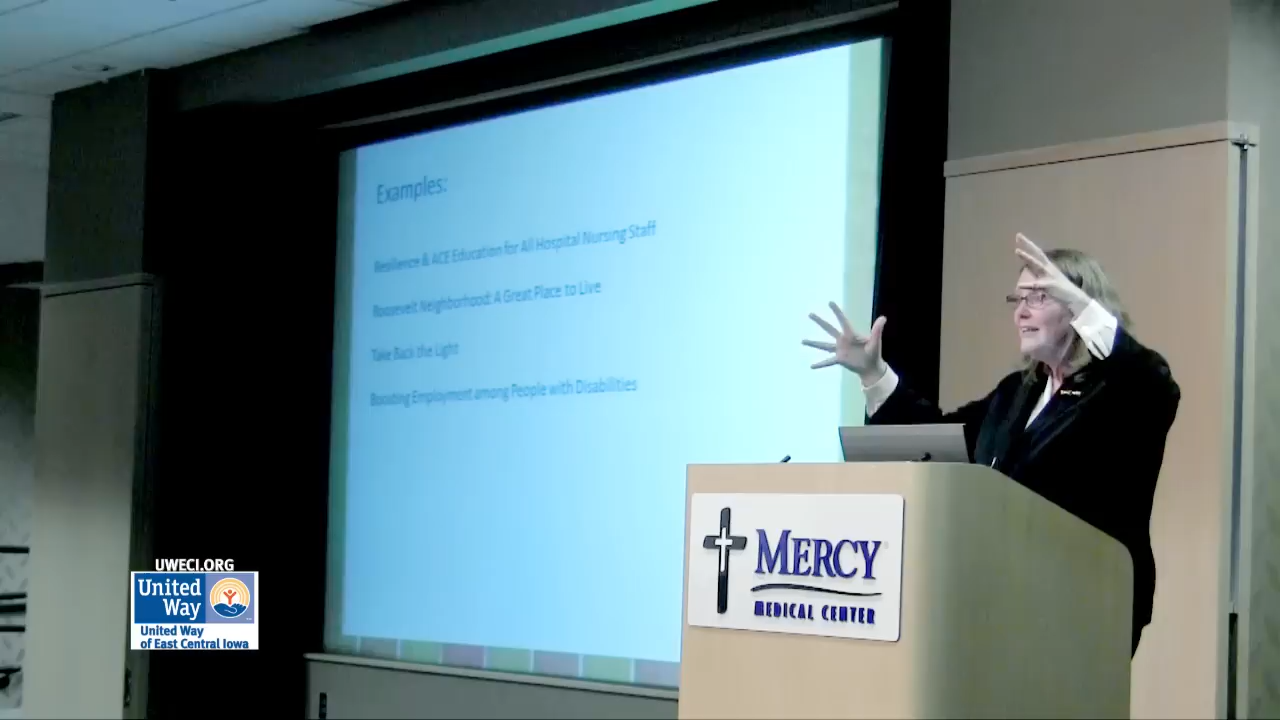 Examples:
Resilience & ACE Education for All Hospital Nursing Staff
Roosevelt Neighborhood: A Great Place to Live
Take Back the Light
Boosting Employment among People with Disabilities
MERCY
MEDICAL CENTER
UWECI.ORG
United
Way
United Way
of East Central Iowa